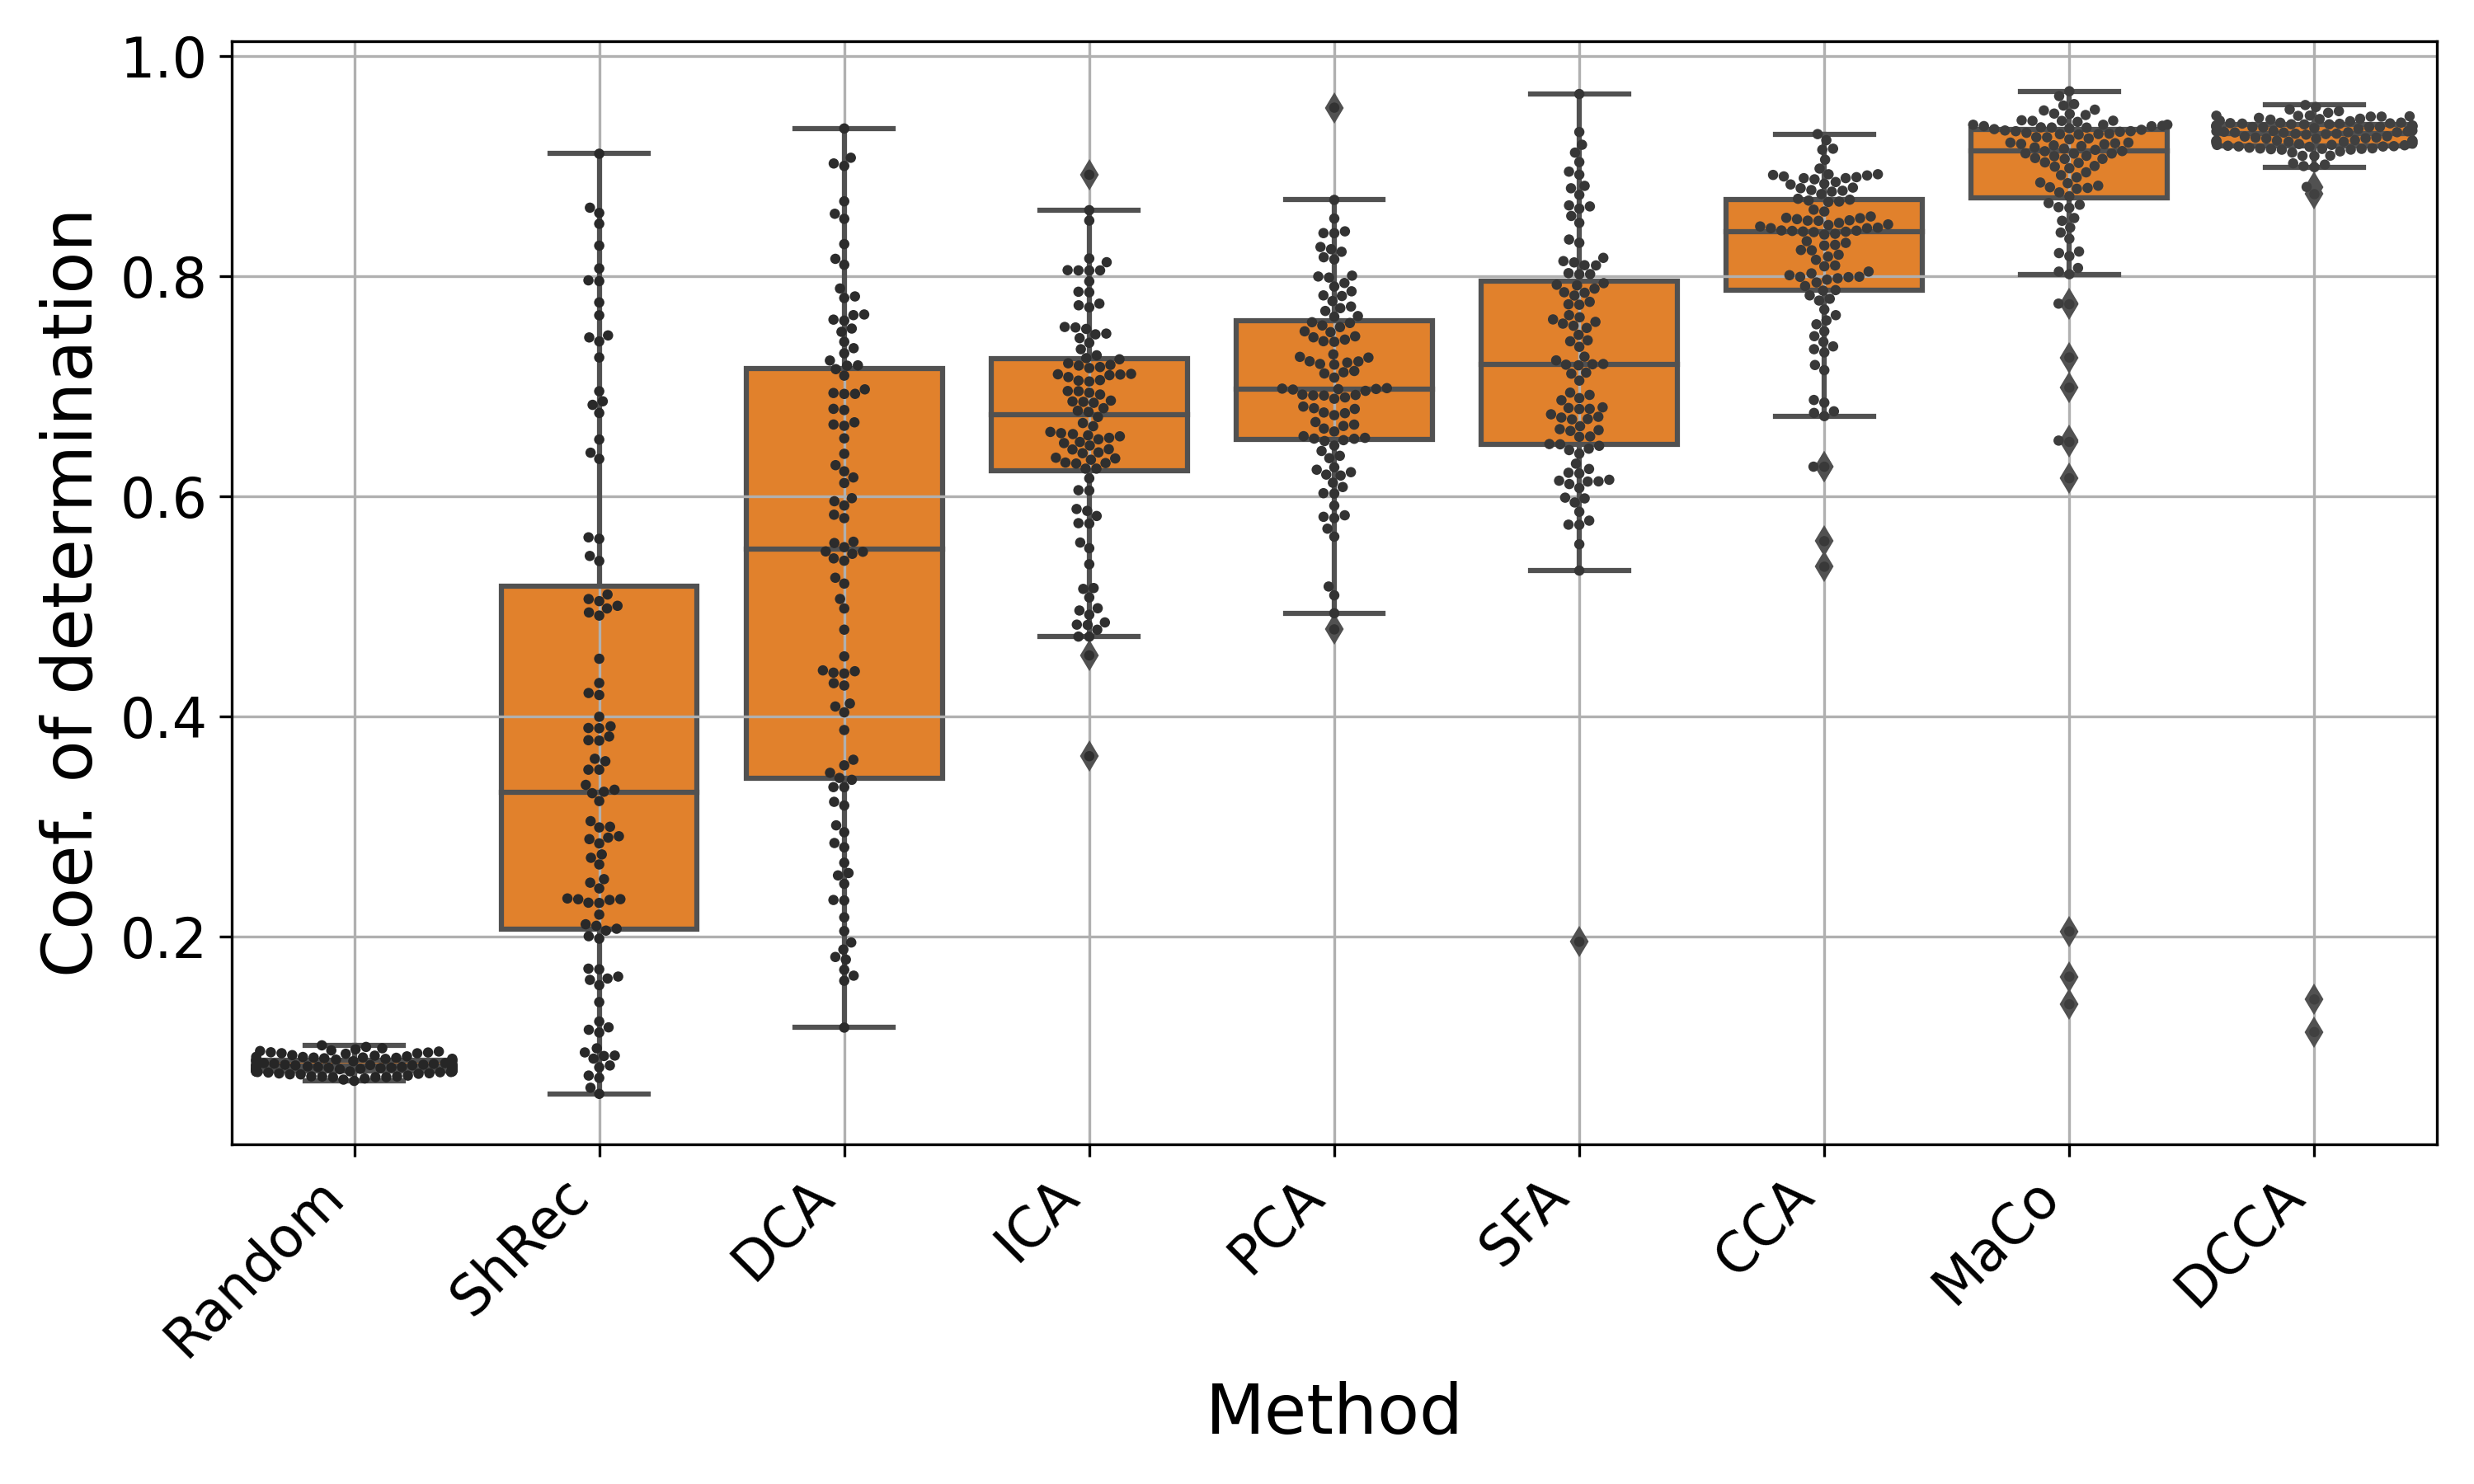 Coef. of determination
1.0
0.8
0.6
0.4
0.2
Random
ShRec
DCA
ICA
PCA
SFA
CCA
MaCo
DCCA
Method